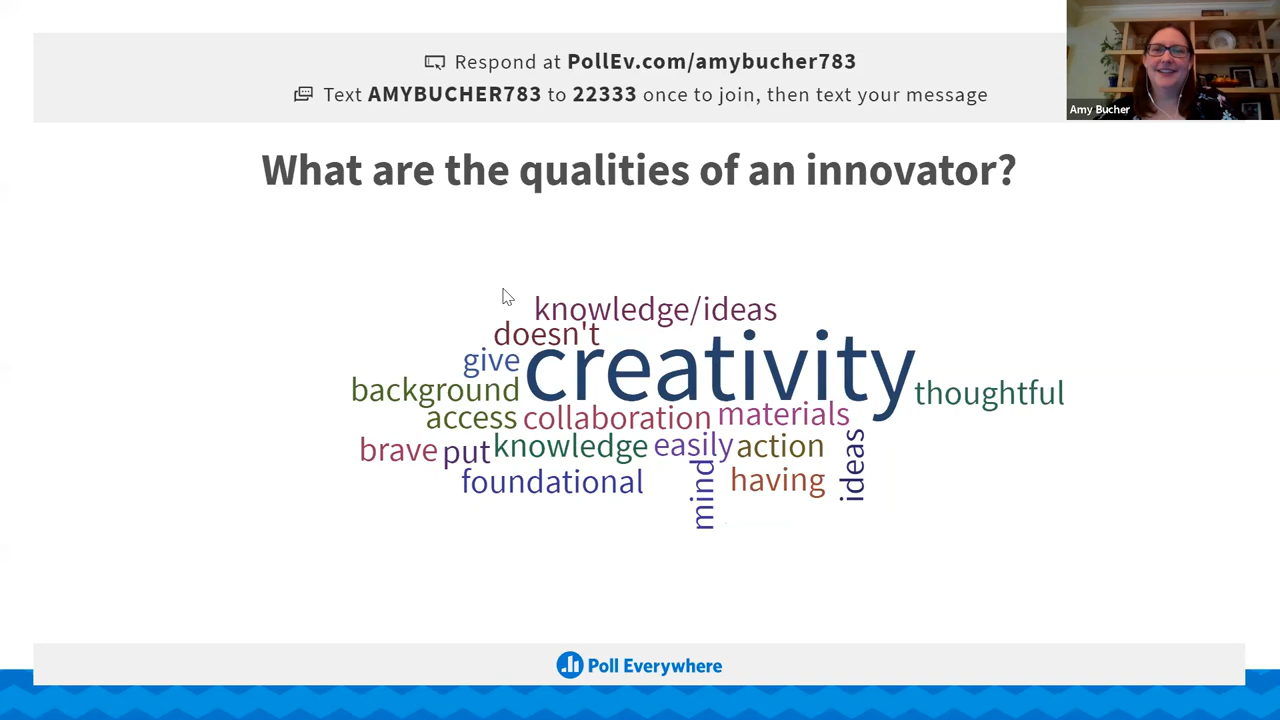 Respond at PollEv.com/amybucher783
Text AMYBUCHER783 to 22333 once to join, then text your message
Amy Bucher
What are the qualities of an innovator?
knowledge/ideas
doesn't
give
creativity
background
thoughtful
access
collaboration
materials
brave
put
knowledge
easily
action
ideas
foundational
mind
having
Poll Everywhere